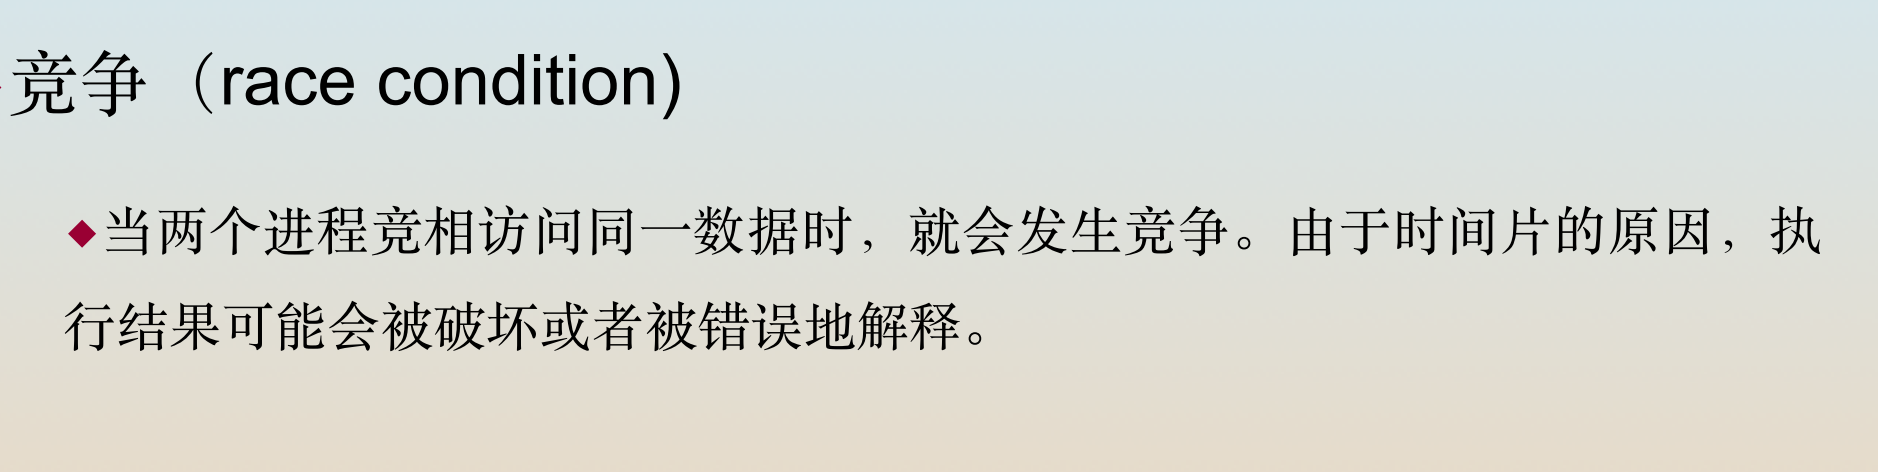 竞争（race condition)
◆当两个进程竞相访问同一数据时，就会发生竞争。由于时间片的原因，执
行结果可能会被破坏或者被错误地解释。